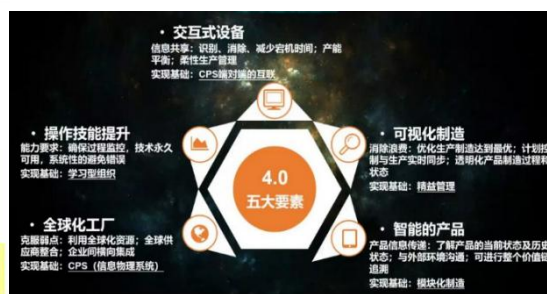 · 交互式设备
信息共享：识别、消除、减少宕机时间；产能
平衡；柔性生产管理
实现基础：CPS端对端的互联
· 操作技能提升
能力要求：确保过程监控，技术永久
可用，系统性的避免错误
实现基础：学习型组织
· 可视化制造
消除浪费：优化生产制造达到最优；计划控
制与生产实时同步；透明化产品制造过程和
状态
实现基础：精益管理
4.0
五大要素
· 全球化工厂
克服弱点：利用全球化资源；全球供
应商整合；企业间横向集成
实现基础：CPS（信息物理系统）
· 智能的产品
产品信息传递：了解产品的当前状态及历史
状态；与外部环境沟通；可进行整个价值链
追溯
实现基础：模块化制造